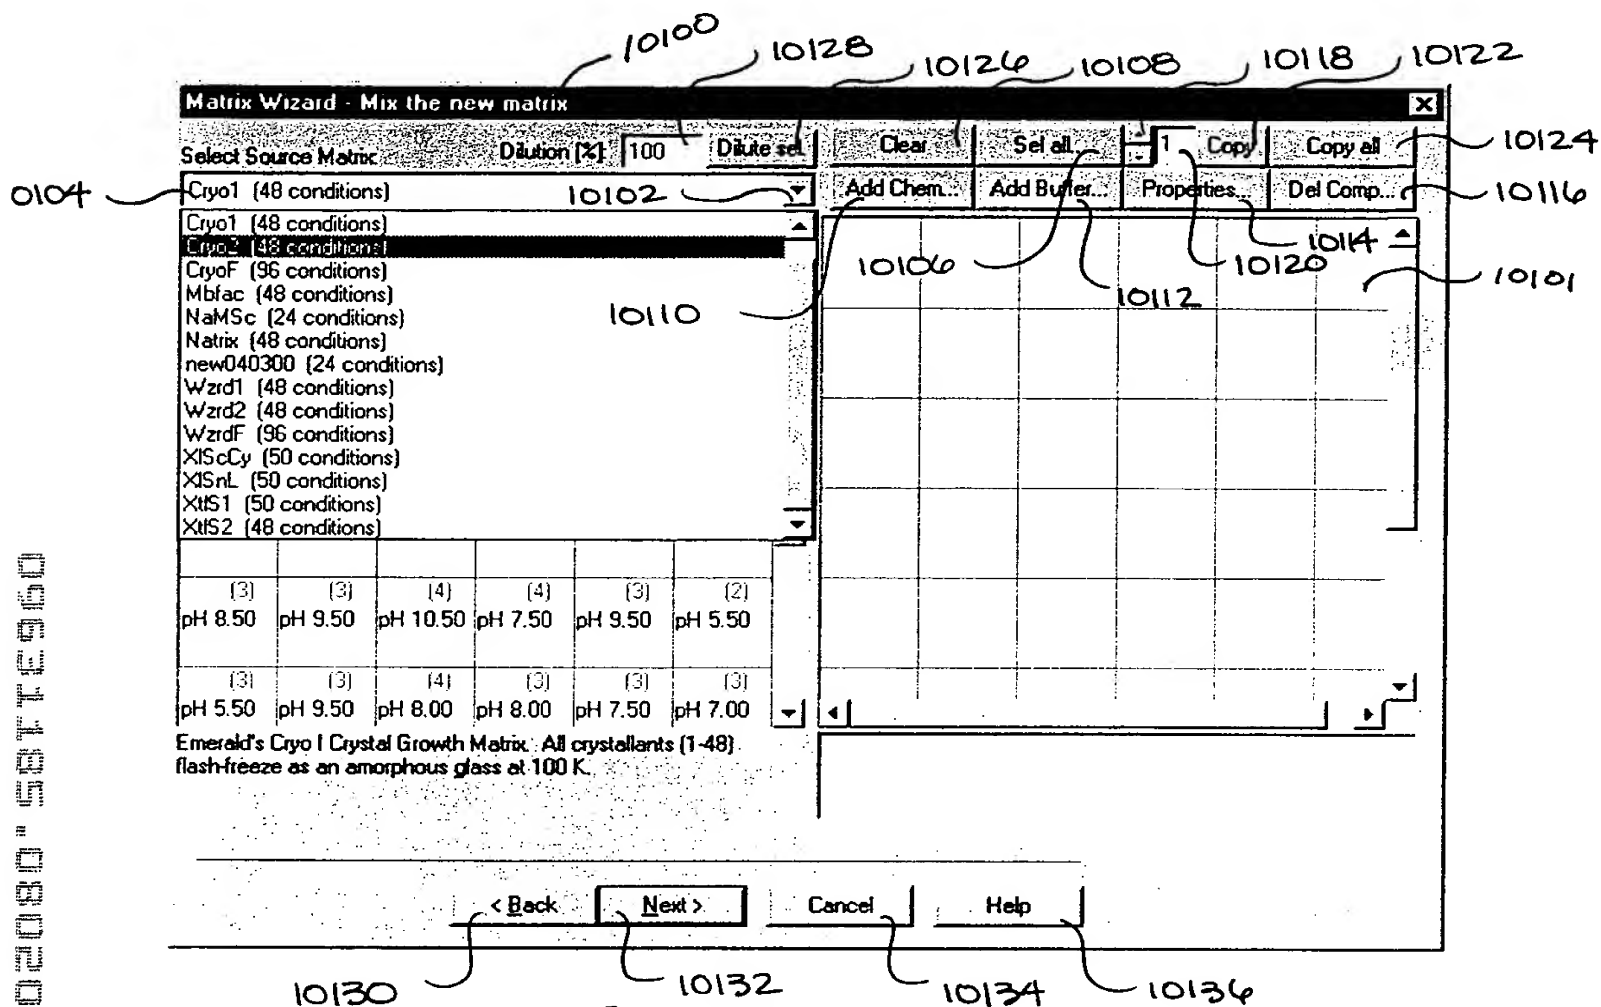 10100
10128
10126
10108
10118
10122
Matrix Wizard - Mix the new matrix
Select Source Matrix
Dilution [%]:
100
Dilute sel.
Clear
Sel all...
1
Copy
Copy all
10124
0104
Cryo1 (48 conditions)
10102
Add Chem...
Add Buffer...
Properties...
Del Comp...
10116
Cryo1 (48 conditions)
Cryo2 (48 conditions)
CryoF (96 conditions)
Mbfac (48 conditions)
NaMSc (24 conditions)
Natrix (48 conditions)
new040300 (24 conditions)
Wzrd1 (48 conditions)
Wzrd2 (48 conditions)
WzrdF (96 conditions)
XlScCy (50 conditions)
XlSnL (50 conditions)
XtlS1 (50 conditions)
XtlS2 (48 conditions)
10106
10114
10120
10101
10110
10112
(3) (3) (4) (4) (3) (2)
pH 8.50 pH 9.50 pH 10.50 pH 7.50 pH 9.50 pH 5.50
(3) (3) (4) (3) (3) (3)
pH 5.50 pH 9.50 pH 8.00 pH 8.00 pH 7.50 pH 7.00
Emerald's Cryo I Crystal Growth Matrix. All crystallants (1-48)
flash-freeze as an amorphous glass at 100 K.
< Back
Next >
Cancel
Help
10130
10132
10134
10136
09631185.080200